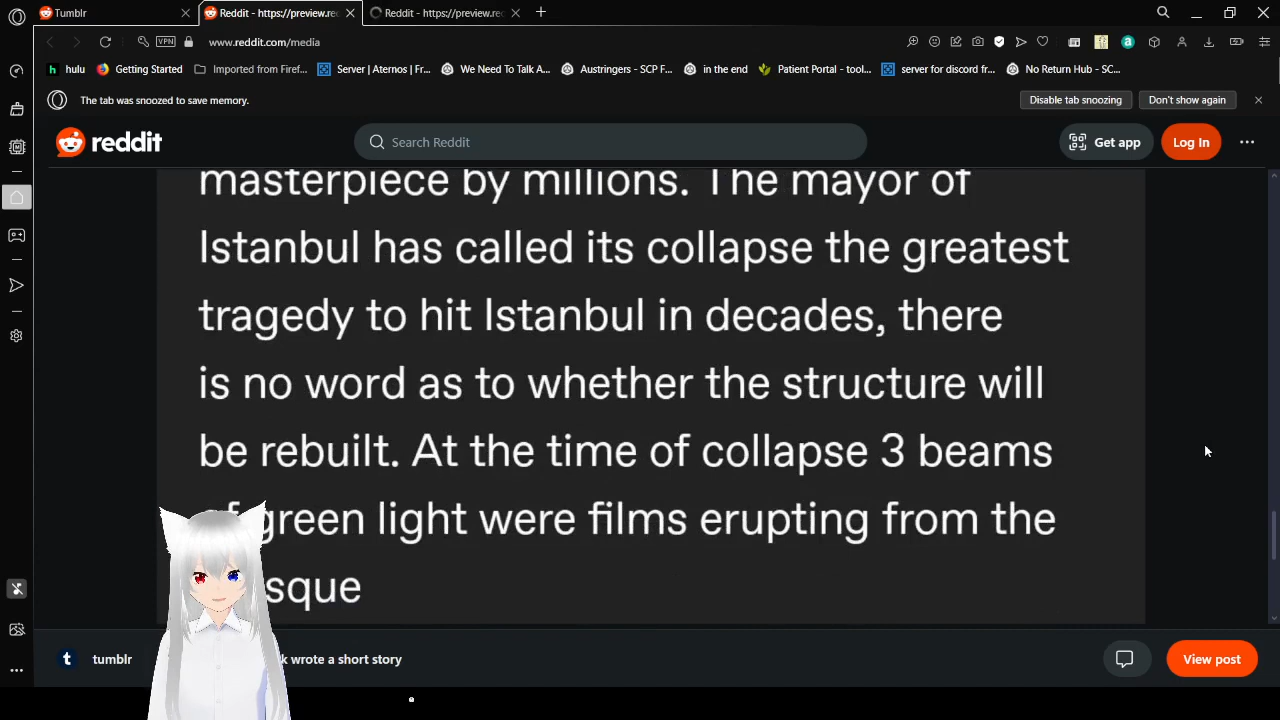 Tumblr
Reddit - https://preview.rec
Reddit - https://preview.rec
VPN
www.reddit.com/media
hulu
Getting Started
Imported from Firef...
Server | Aternos | Fr...
We Need To Talk A...
Austringers - SCP F...
in the end
Patient Portal - tool...
server for discord fr...
No Return Hub - SC...
The tab was snoozed to save memory.
Disable tab snoozing
Don't show again
reddit
Search Reddit
Get app
Log In
masterpiece by millions. The mayor of
Istanbul has called its collapse the greatest
tragedy to hit Istanbul in decades, there
is no word as to whether the structure will
be rebuilt. At the time of collapse 3 beams
of green light were films erupting from the
sque
tumblr
k wrote a short story
View post